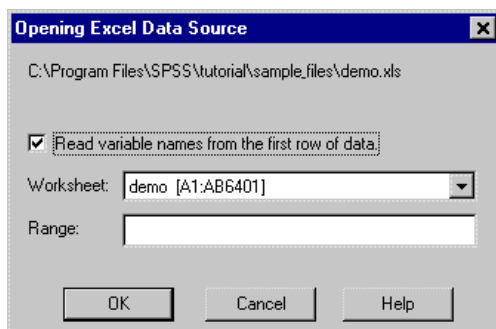 Opening Excel Data Source
C:\Program Files\SPSS\tutorial\sample_files\demo.xls
Read variable names from the first row of data.
Worksheet: demo [A1:AB6401]
Range:
OK Cancel Help